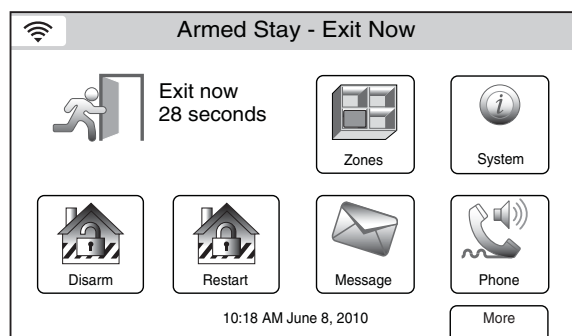 Armed Stay - Exit Now
Exit now
28 seconds
Zones
System
Disarm
Restart
Message
Phone
10:18 AM June 8, 2010
More